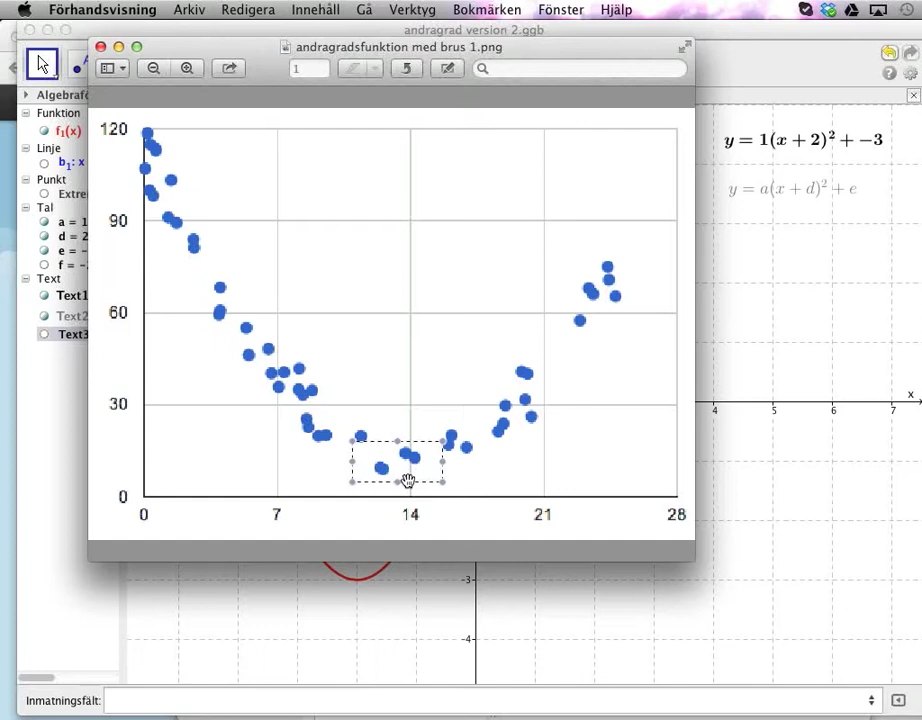 Förhandsvisning Arkiv Redigera Innehåll Gå Verktyg Bokmärken Fönster Hjälp
andragrad version 2.ggb
andragradsfunktion med brus 1.png
1
Algebrafö
Funktion
f1(x)
Linje
b1: x
Punkt
Extre
Tal
a = 1
d = 2
e = -
f = -
Text
Text1
Text2
Text3
120
90
60
30
0
0 7 14 21 28
y = 1(x + 2)² + −3
y = a(x + d)² + e
x
4 5 6 7
-3
-4
Inmatningsfält: